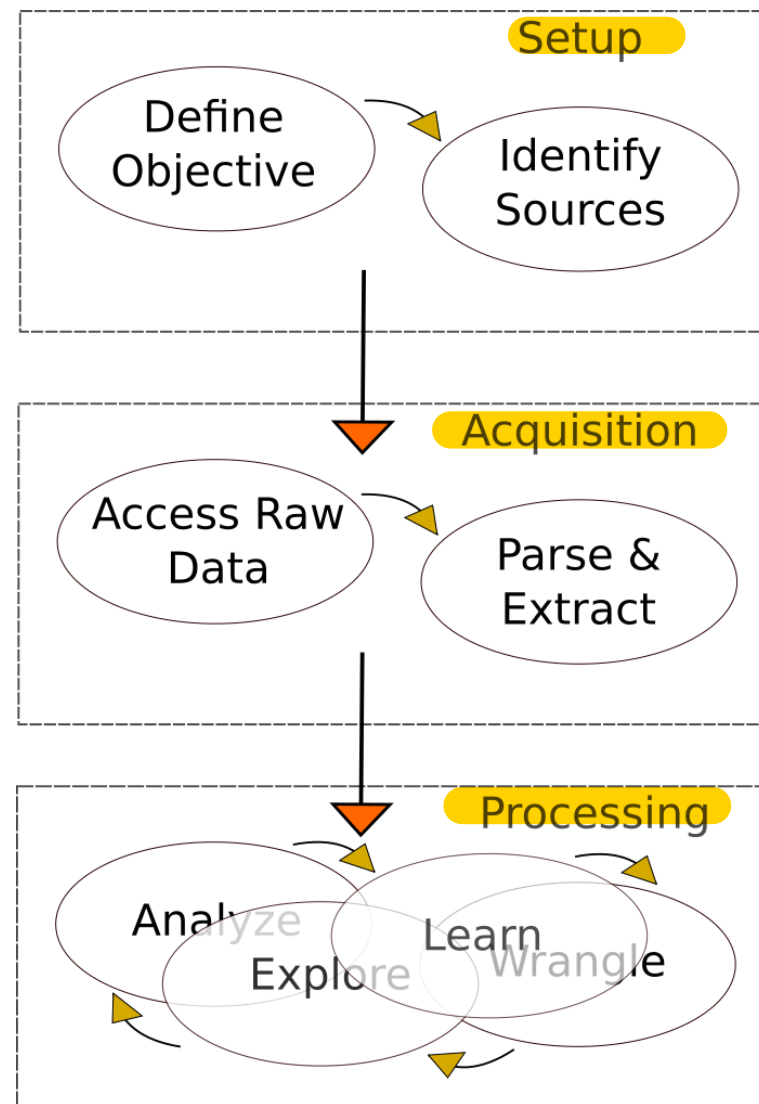 Setup
Define
Objective
Identify
Sources
Acquisition
Access Raw
Data
Parse &
Extract
Processing
Analyze
Learn
Explore
Wrangle